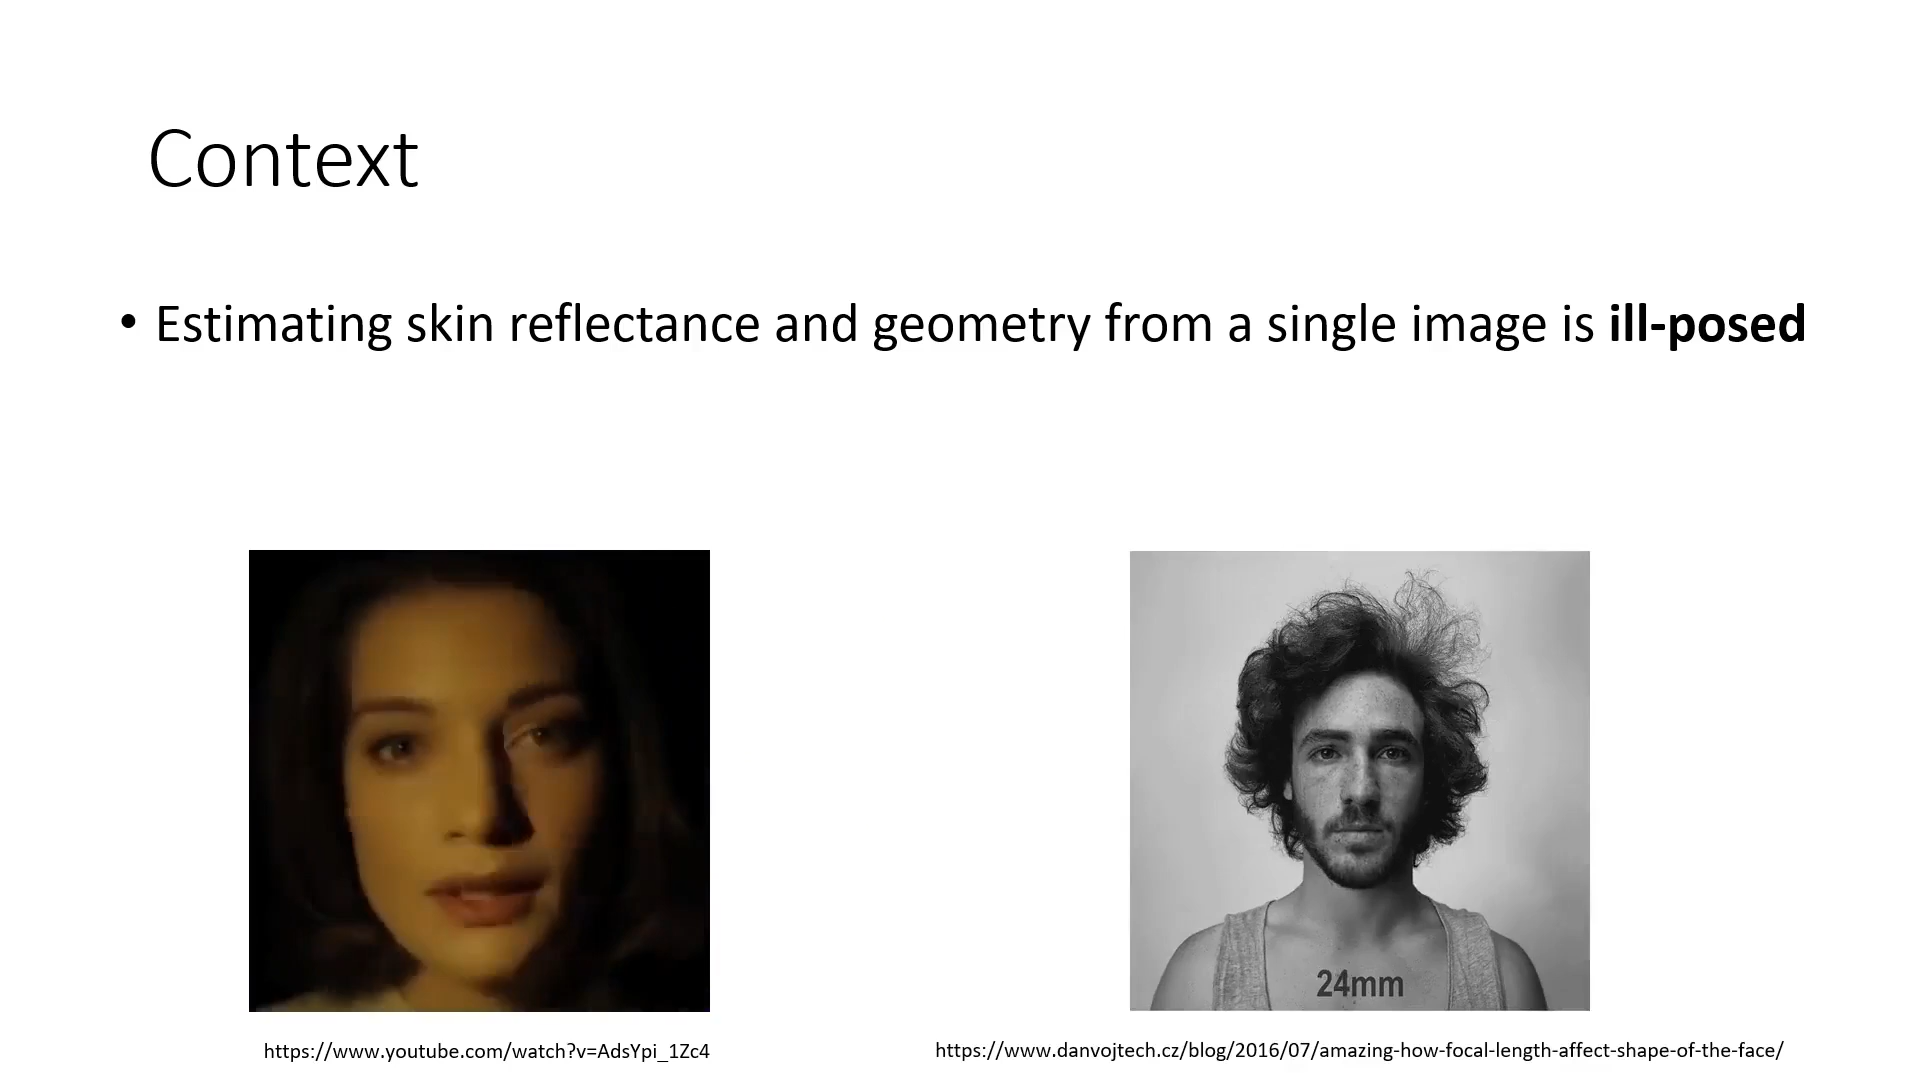 Context
• Estimating skin reflectance and geometry from a single image is ill-posed
24mm
https://www.youtube.com/watch?v=AdsYpi_1Zc4
https://www.danvojtech.cz/blog/2016/07/amazing-how-focal-length-affect-shape-of-the-face/